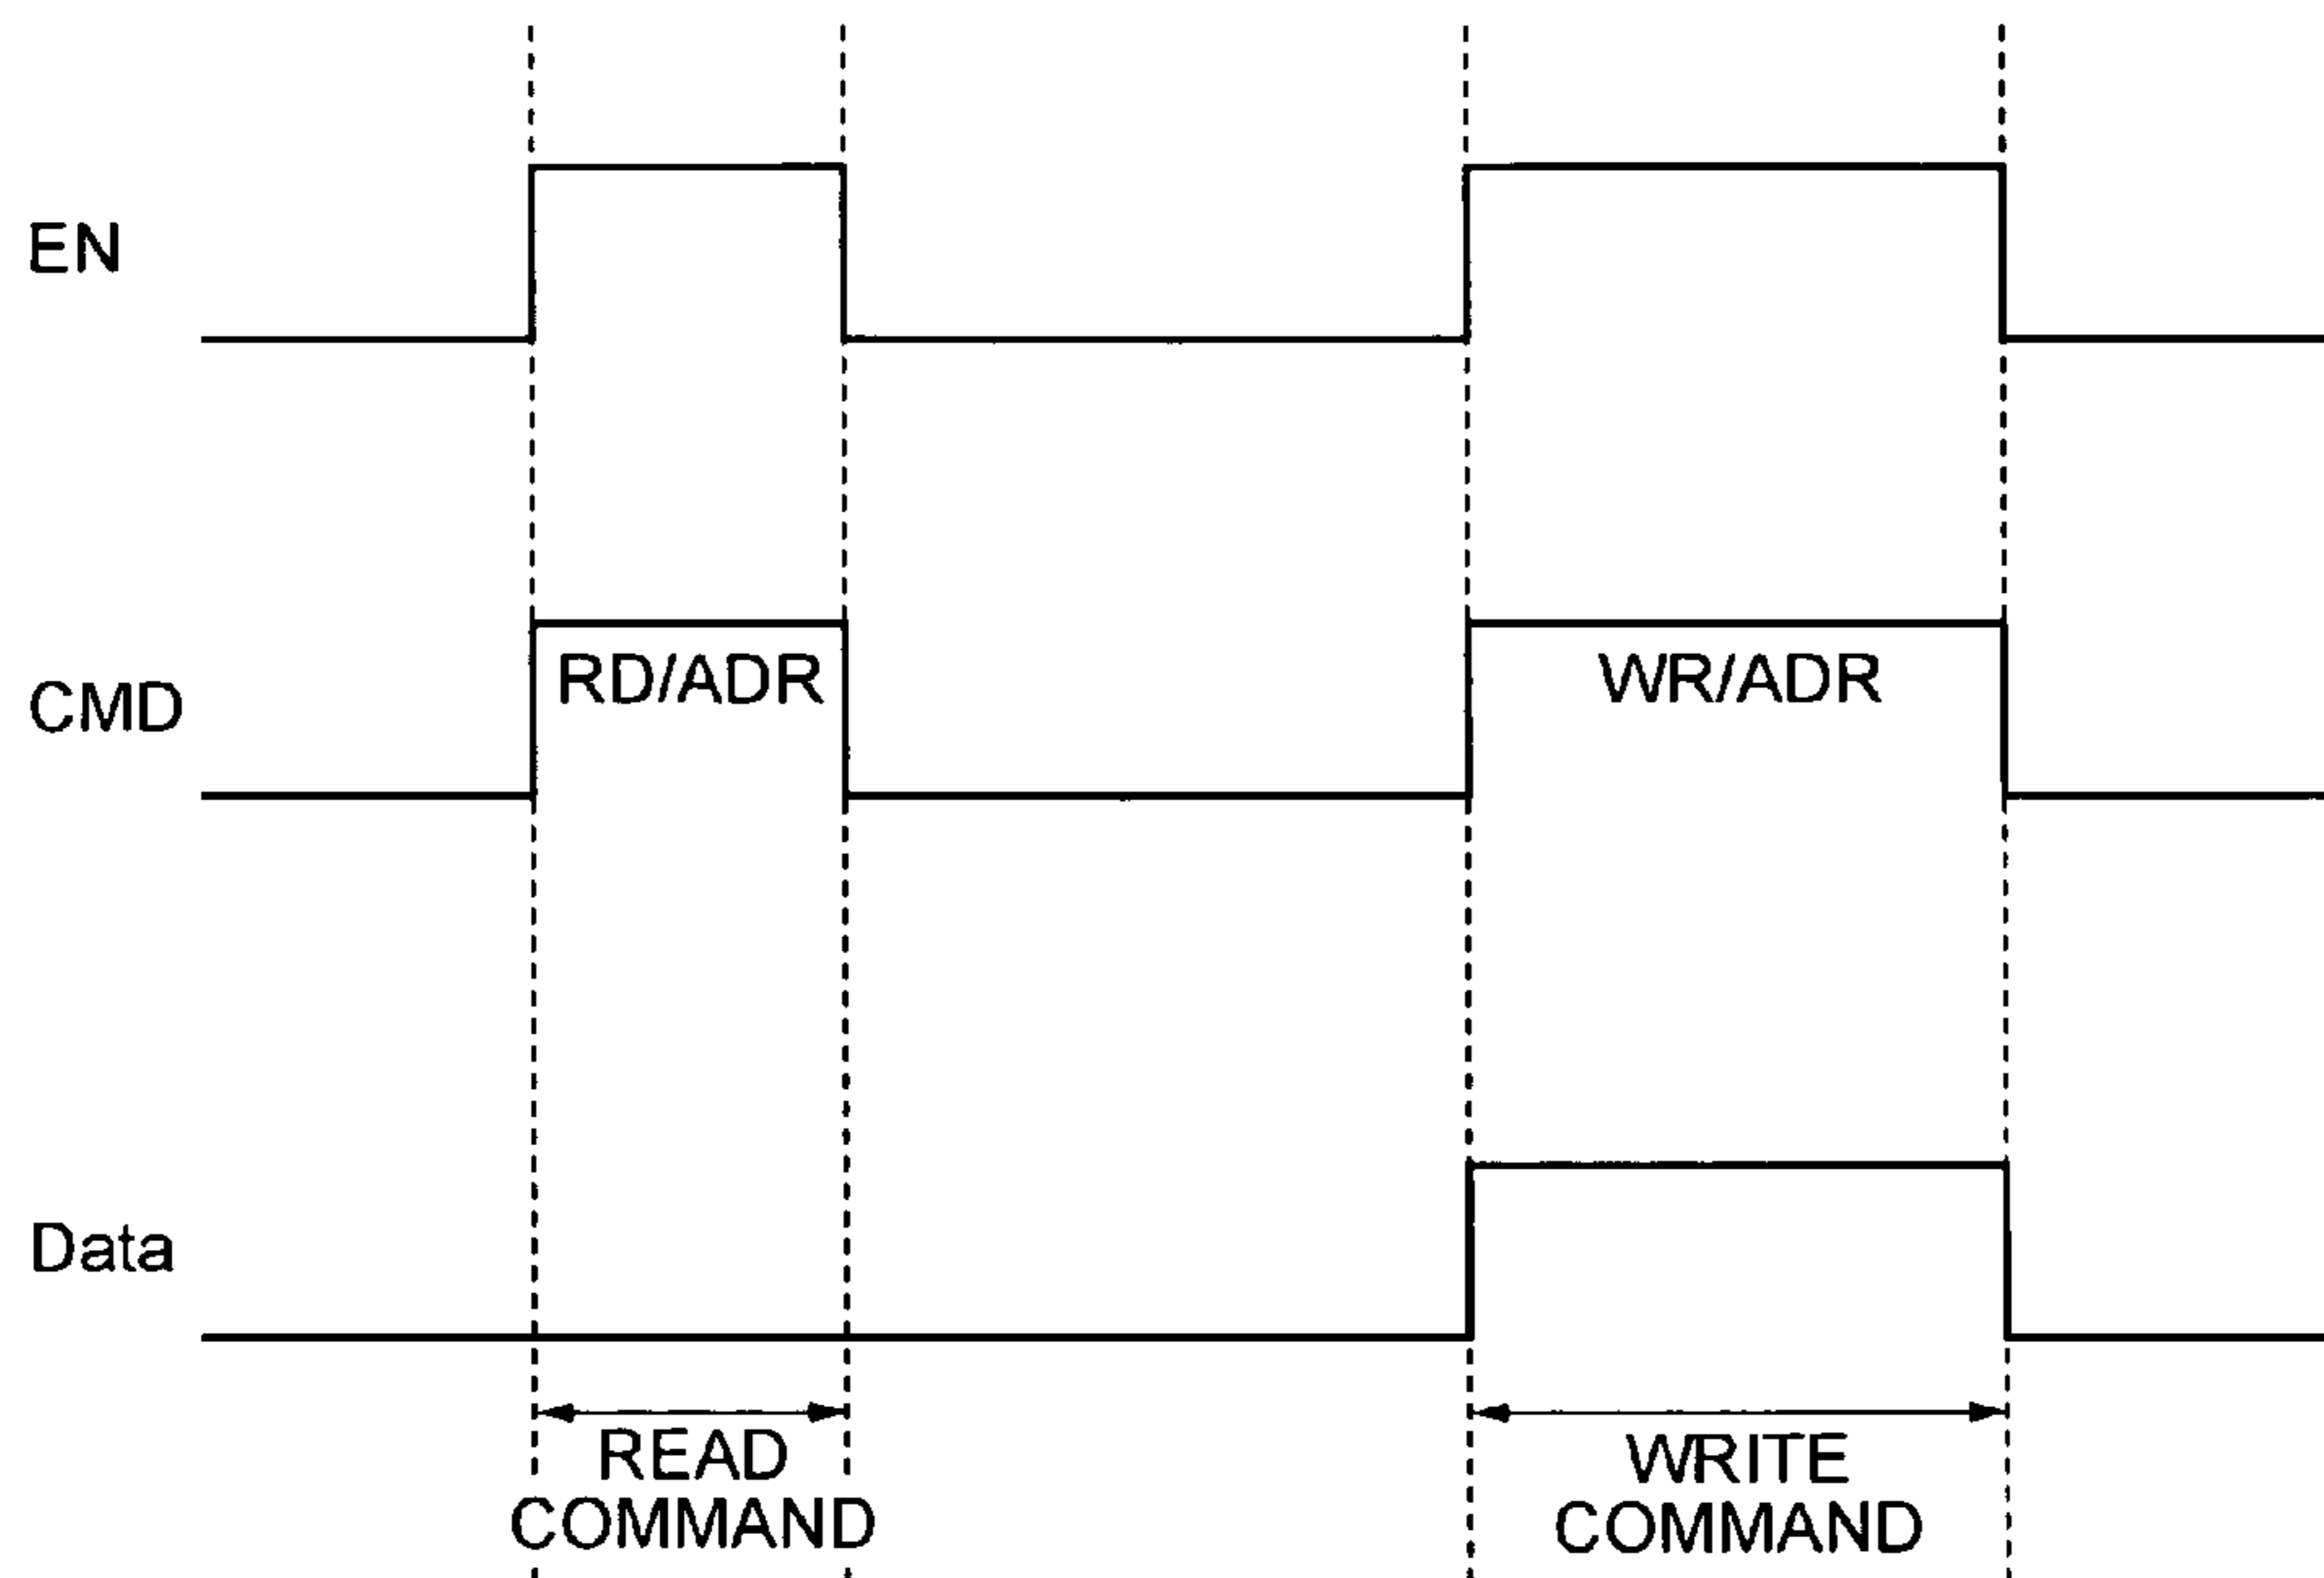 EN
CMD
RD/ADR
WR/ADR
Data
READ
COMMAND
WRITE
COMMAND